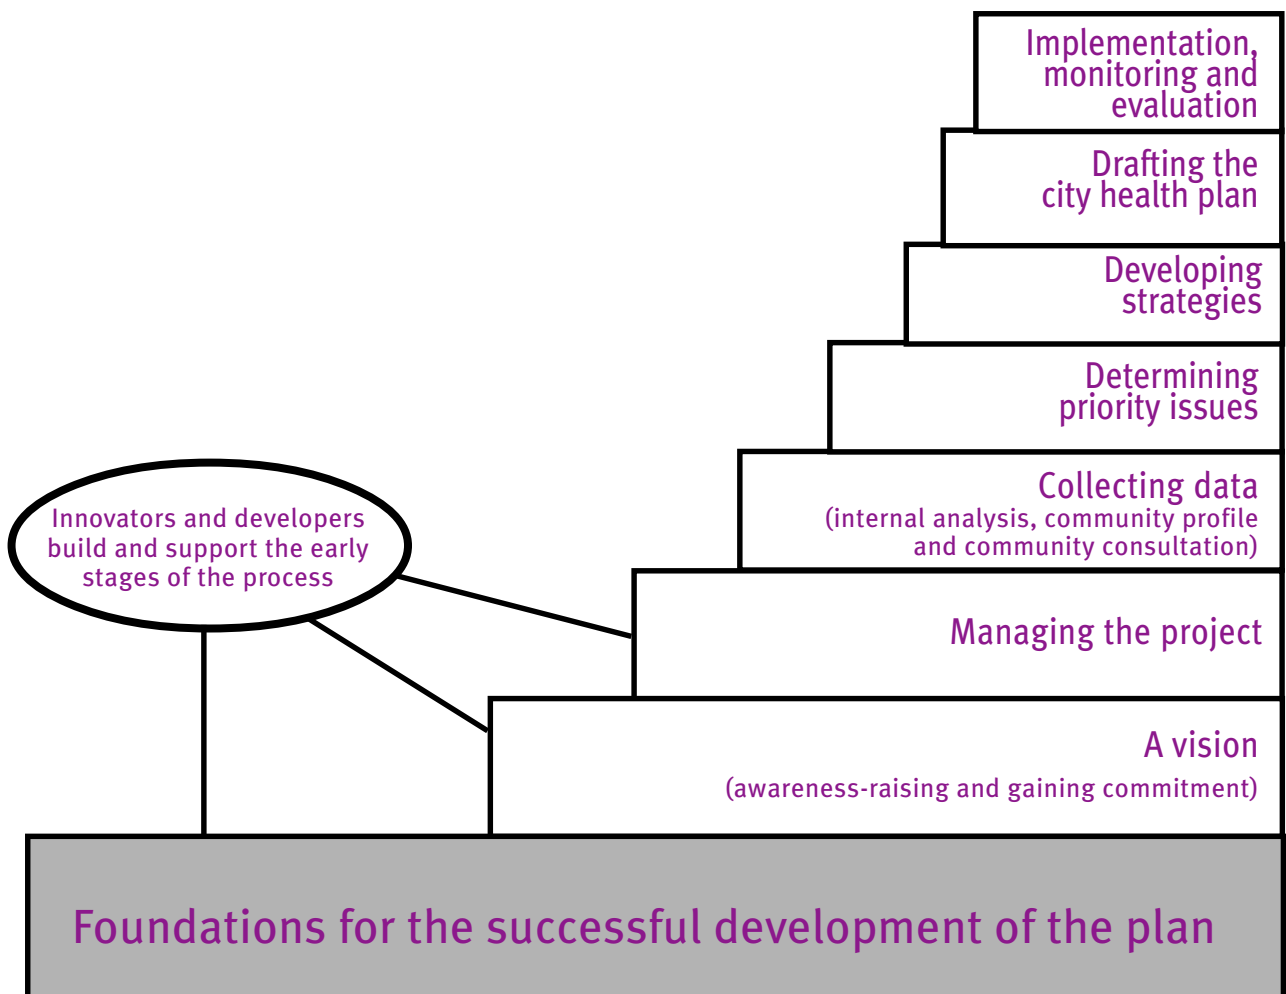 Implementation,
monitoring and
evaluation
Drafting the
city health plan
Developing
strategies
Determining
priority issues
Collecting data
(internal analysis, community profile
and community consultation)
Innovators and developers
build and support the early
stages of the process
Managing the project
A vision
(awareness-raising and gaining commitment)
Foundations for the successful development of the plan